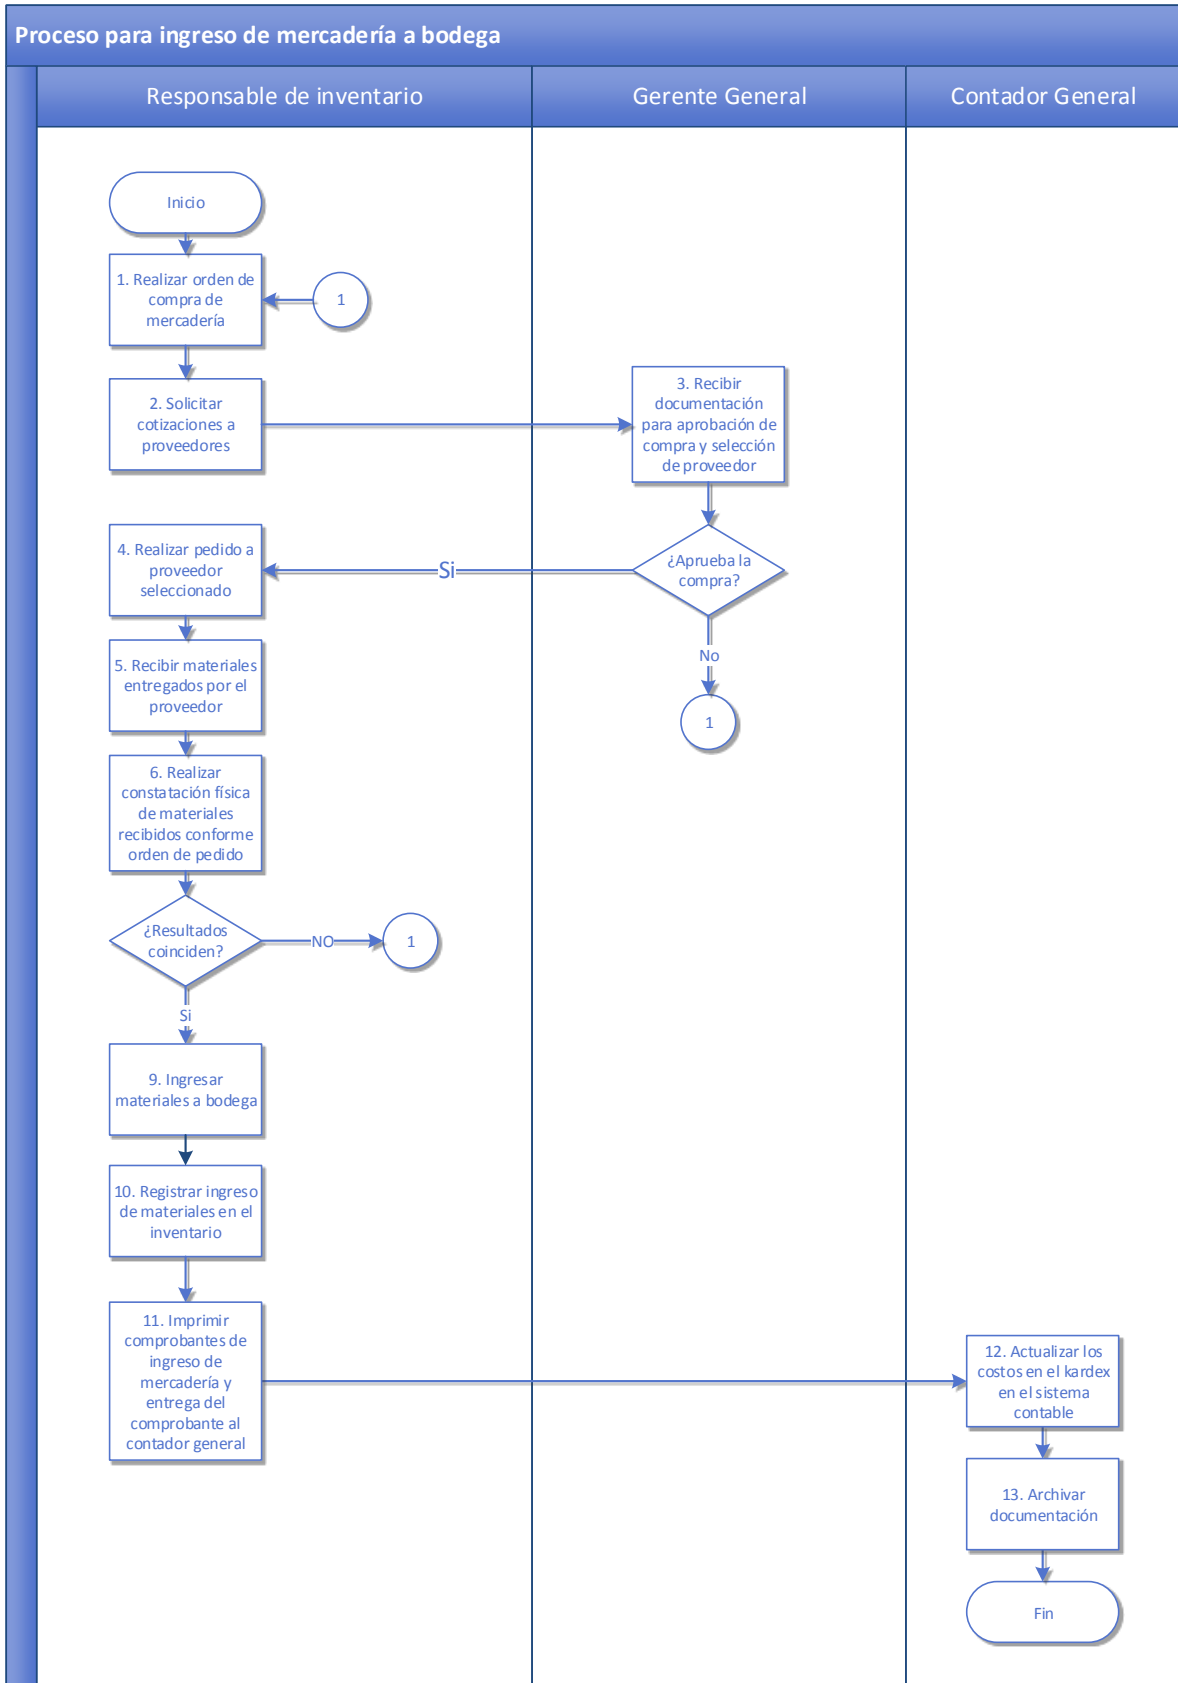 Proceso para ingreso de mercadería a bodega
Responsable de inventario
Gerente General
Contador General
Inicio
1. Realizar orden de
compra de
mercadería
1
2. Solicitar
cotizaciones a
proveedores
3. Recibir
documentación
para aprobación de
compra y selección
de proveedor
4. Realizar pedido a
proveedor
seleccionado
Si
¿Aprueba la
compra?
No
1
5. Recibir materiales
entregados por el
proveedor
6. Realizar
constatación física
de materiales
recibidos conforme
orden de pedido
¿Resultados
coinciden?
NO
1
Si
9. Ingresar
materiales a bodega
10. Registrar ingreso
de materiales en el
inventario
11. Imprimir
comprobantes de
ingreso de
mercadería y
entrega del
comprobante al
contador general
12. Actualizar los
costos en el kardex
en el sistema
contable
13. Archivar
documentación
Fin